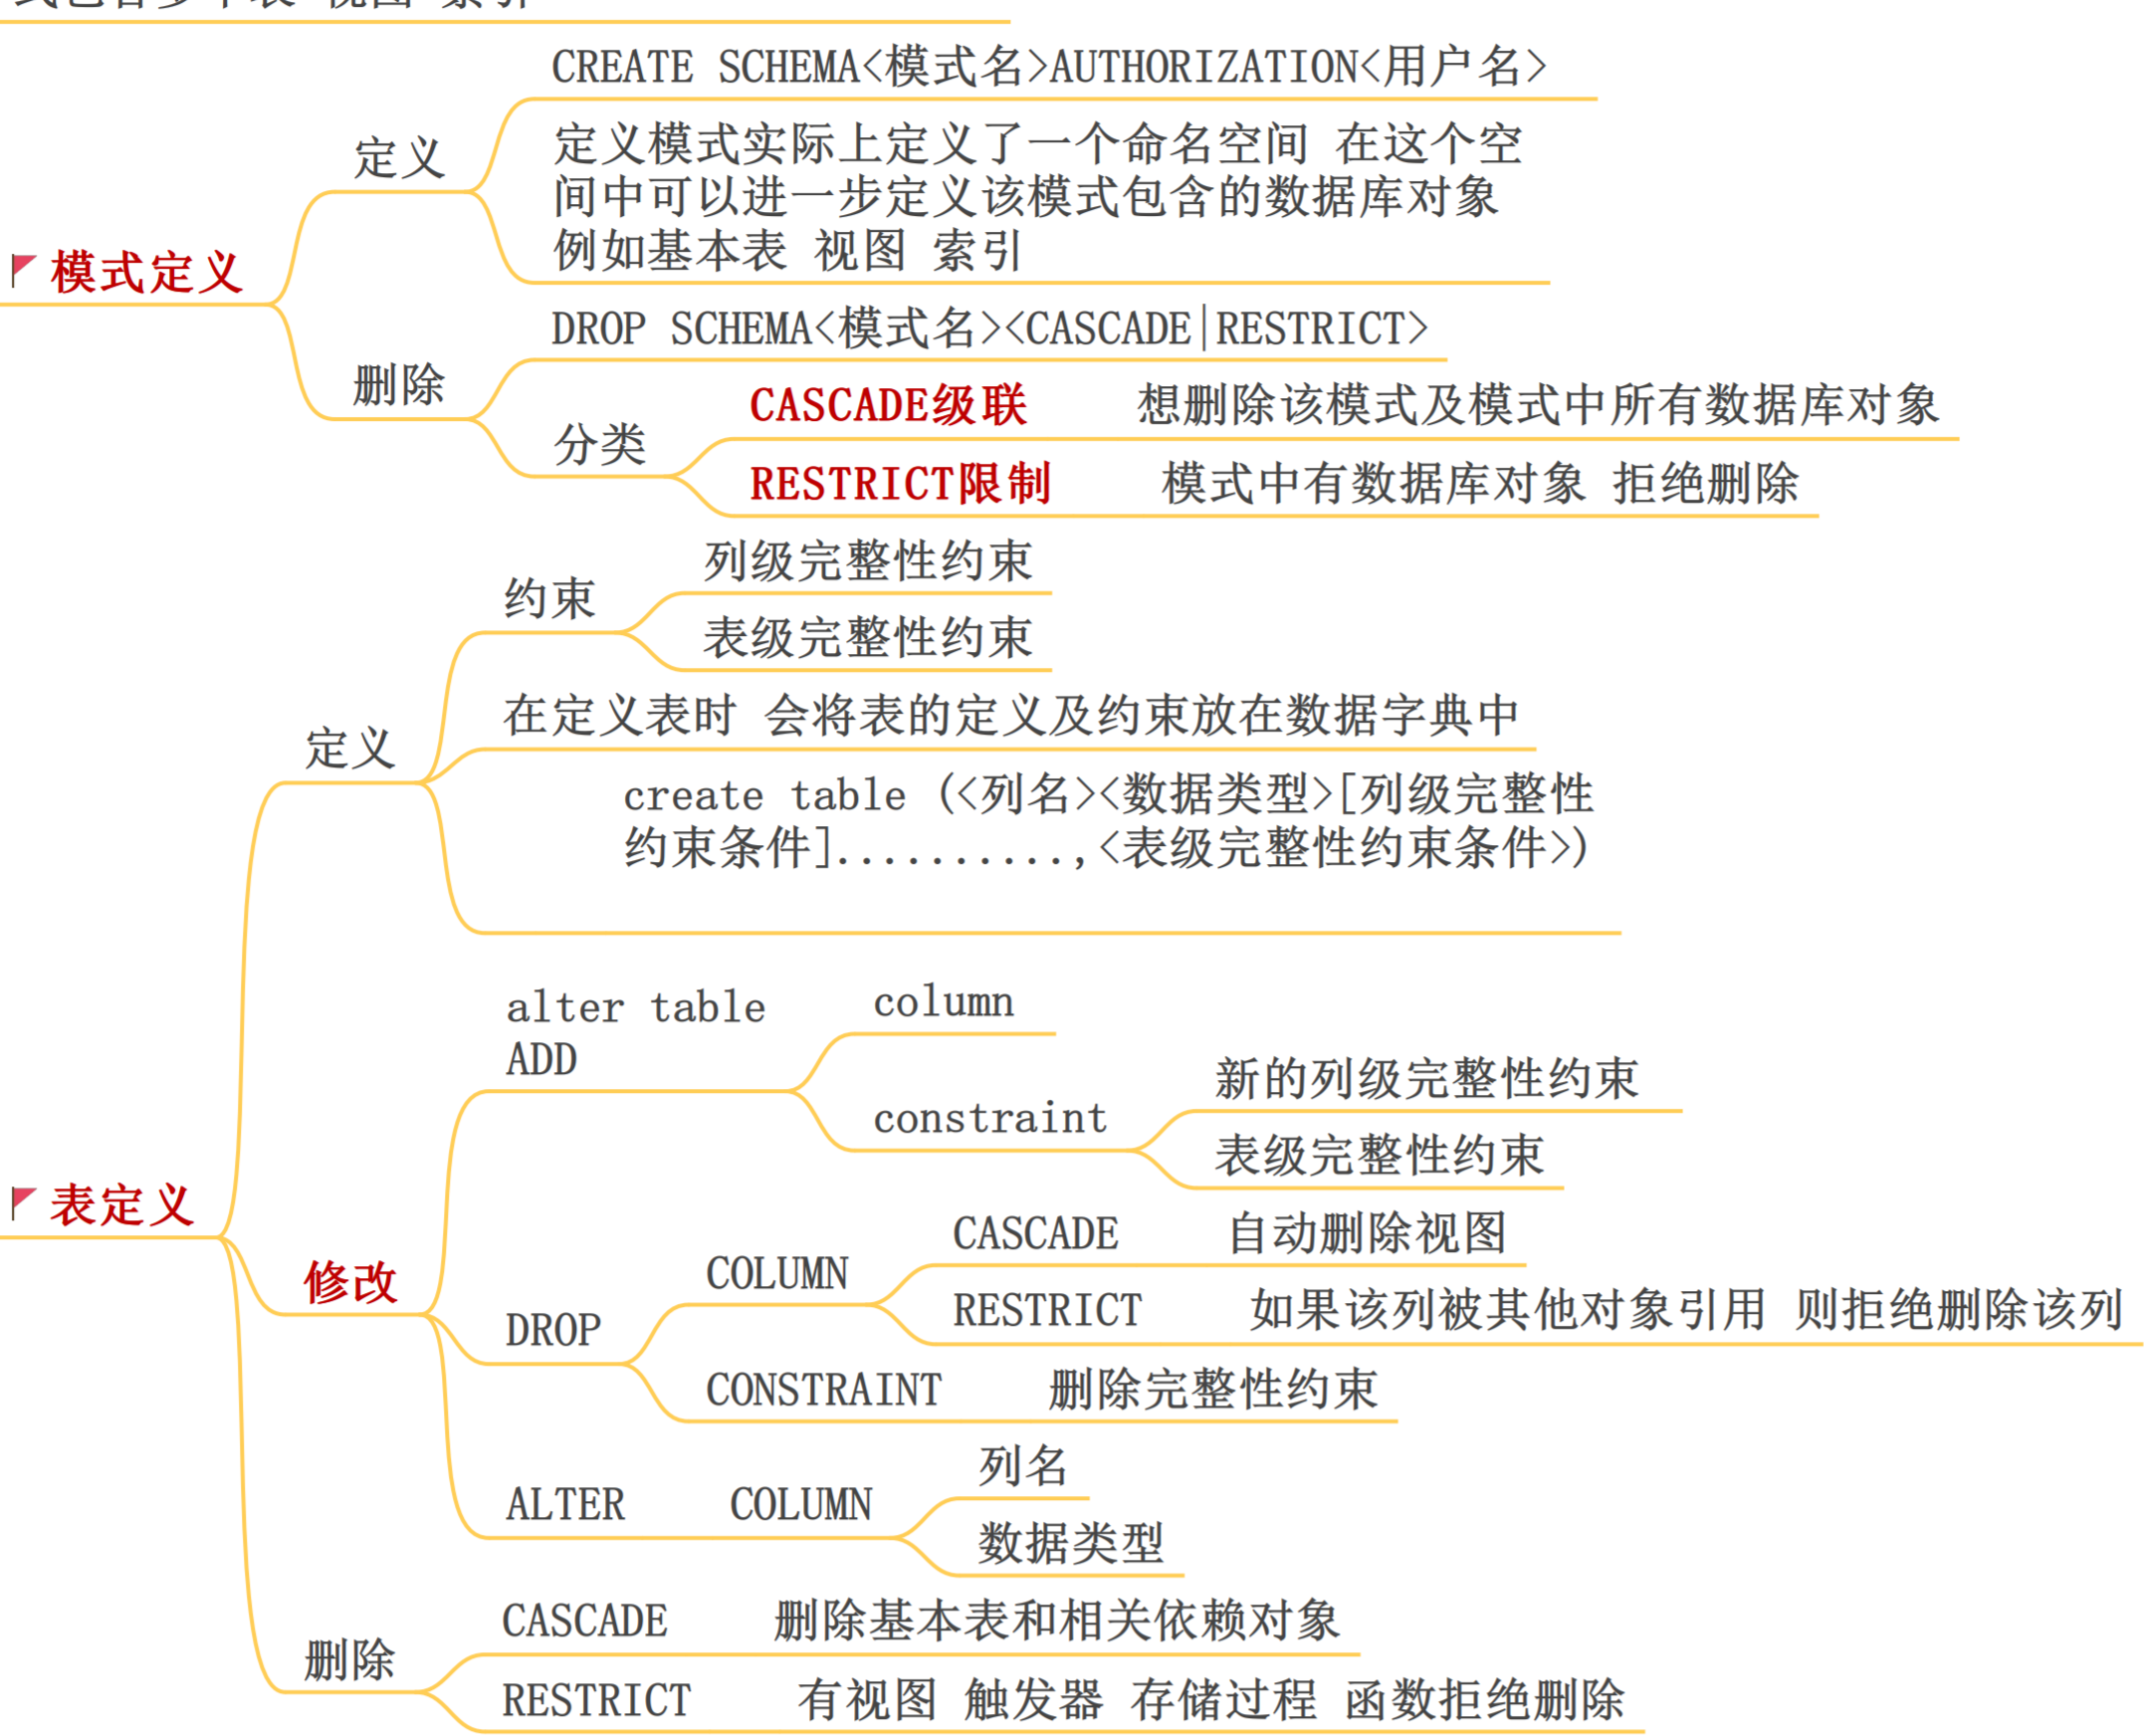 CREATE SCHEMA<模式名>AUTHORIZATION<用户名>
定义
定义模式实际上定义了一个命名空间 在这个空
间中可以进一步定义该模式包含的数据库对象
例如基本表 视图 索引
模式定义
DROP SCHEMA<模式名><CASCADE|RESTRICT>
删除
CASCADE级联 想删除该模式及模式中所有数据库对象
分类
RESTRICT限制 模式中有数据库对象 拒绝删除
列级完整性约束
约束
表级完整性约束
在定义表时 会将表的定义及约束放在数据字典中
定义
create table (<列名><数据类型>[列级完整性
约束条件]..........,<表级完整性约束条件>)
alter table
ADD
column
constraint
新的列级完整性约束
表级完整性约束
表定义
修改
DROP
COLUMN
CASCADE 自动删除视图
RESTRICT 如果该列被其他对象引用 则拒绝删除该列
CONSTRAINT 删除完整性约束
ALTER COLUMN
列名
数据类型
删除
CASCADE 删除基本表和相关依赖对象
RESTRICT 有视图 触发器 存储过程 函数拒绝删除